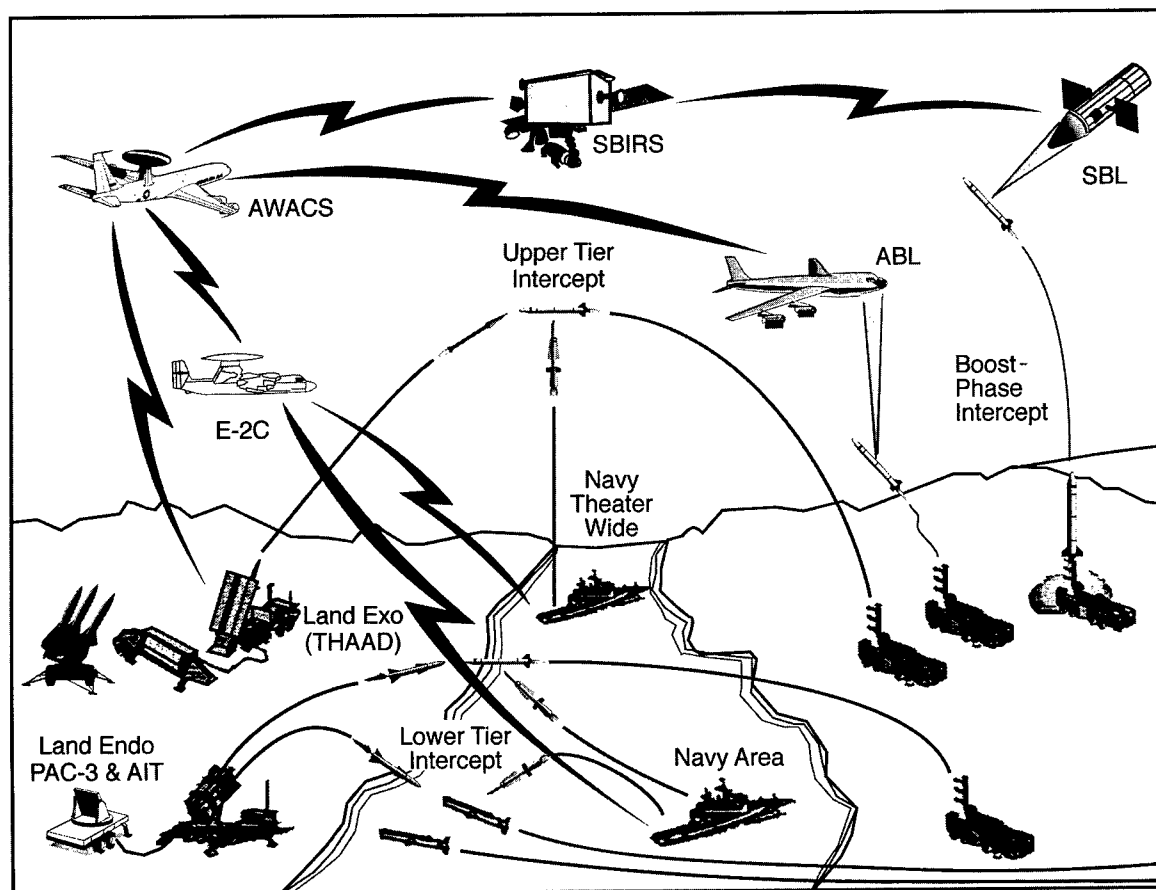 SBIRS
SBL
AWACS
Upper Tier
Intercept
ABL
Boost-
Phase
Intercept
E-2C
Navy
Theater
Wide
Land Exo
(THAAD)
Lower Tier
Intercept
Navy Area
Land Endo
PAC-3 & AIT